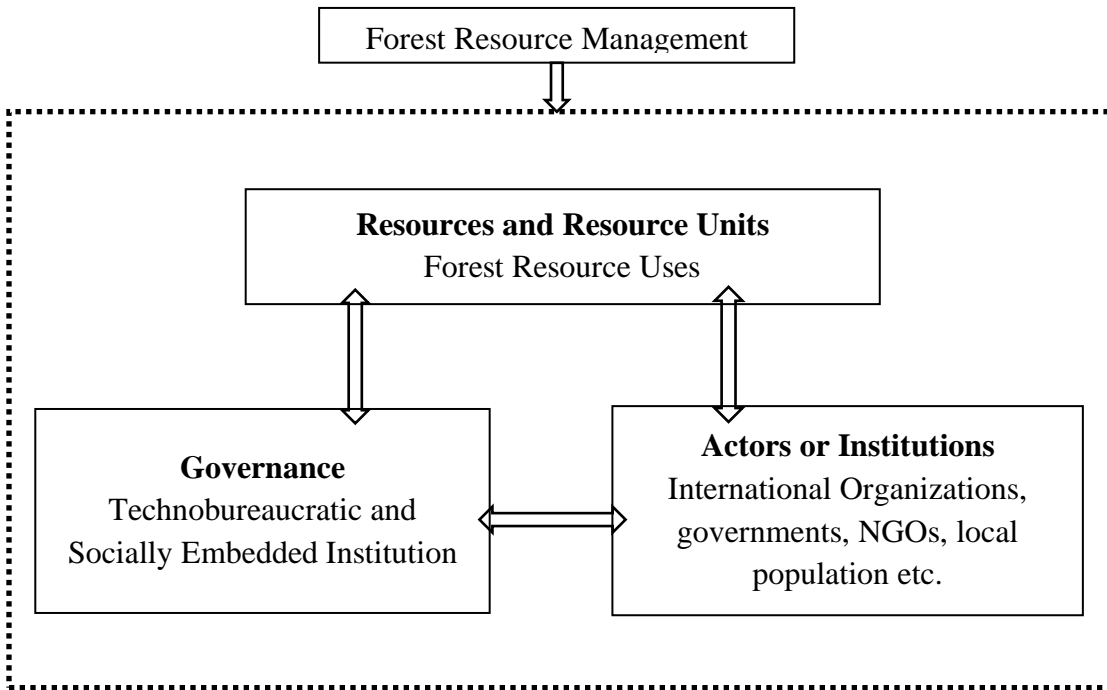 Forest Resource Management
Resources and Resource Units
Forest Resource Uses
Governance
Technobureaucratic and
Socially Embedded Institution
Actors or Institutions
International Organizations,
governments, NGOs, local
population etc.